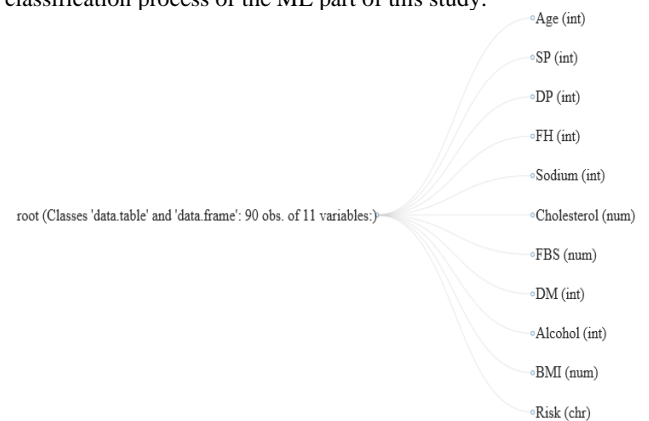 classification process of the ML part of this study.
Age (int)
SP (int)
DP (int)
FH (int)
Sodium (int)
root (Classes 'data.table' and 'data.frame': 90 obs. of 11 variables:)
Cholesterol (num)
FBS (num)
DM (int)
Alcohol (int)
BMI (num)
Risk (chr)